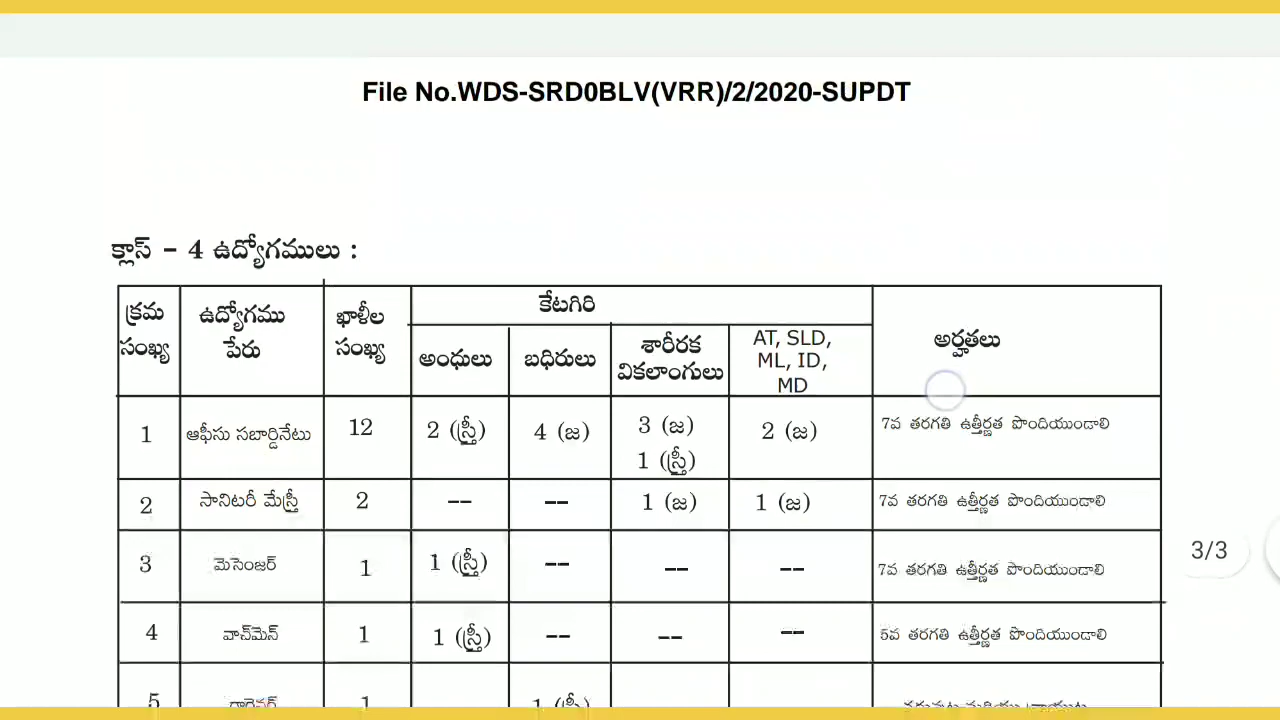 File No.WDS-SRD0BLV(VRR)/2/2020-SUPDT
క్లాస్ - 4 ఉద్యోగములు :
క్రమ సంఖ్య ఉద్యోగము పేరు ఖాళీల సంఖ్య కేటగిరి అర్హతలు
అంధులు బధిరులు శారీరక వికలాంగులు AT, SLD, ML, ID, MD
1 ఆఫీసు సబార్డినేటు 12 2 (స్త్రీ) 4 (జ) 3 (జ) 1 (స్త్రీ) 2 (జ) 7వ తరగతి ఉత్తీర్ణత పొందియుండాలి
2 సానిటరీ మేస్త్రీ 2 -- -- 1 (జ) 1 (జ) 7వ తరగతి ఉత్తీర్ణత పొందియుండాలి
3 మెసెంజర్ 1 1 (స్త్రీ) -- -- -- 7వ తరగతి ఉత్తీర్ణత పొందియుండాలి
4 వాచ్‌మెన్ 1 1 (స్త్రీ) -- -- -- 5వ తరగతి ఉత్తీర్ణత పొందియుండాలి
5 1 1 (స్త్రీ)
3/3